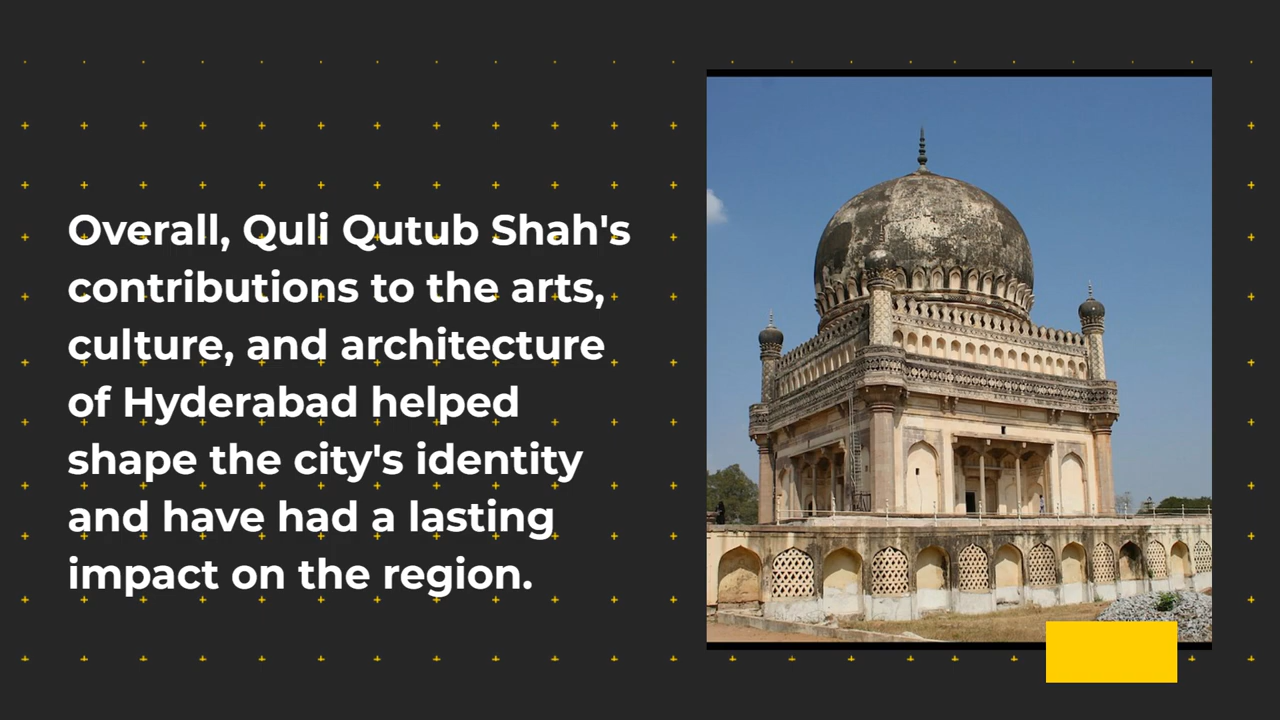 Overall, Quli Qutub Shah's
contributions to the arts,
culture, and architecture
of Hyderabad helped
shape the city's identity
and have had a lasting
impact on the region.